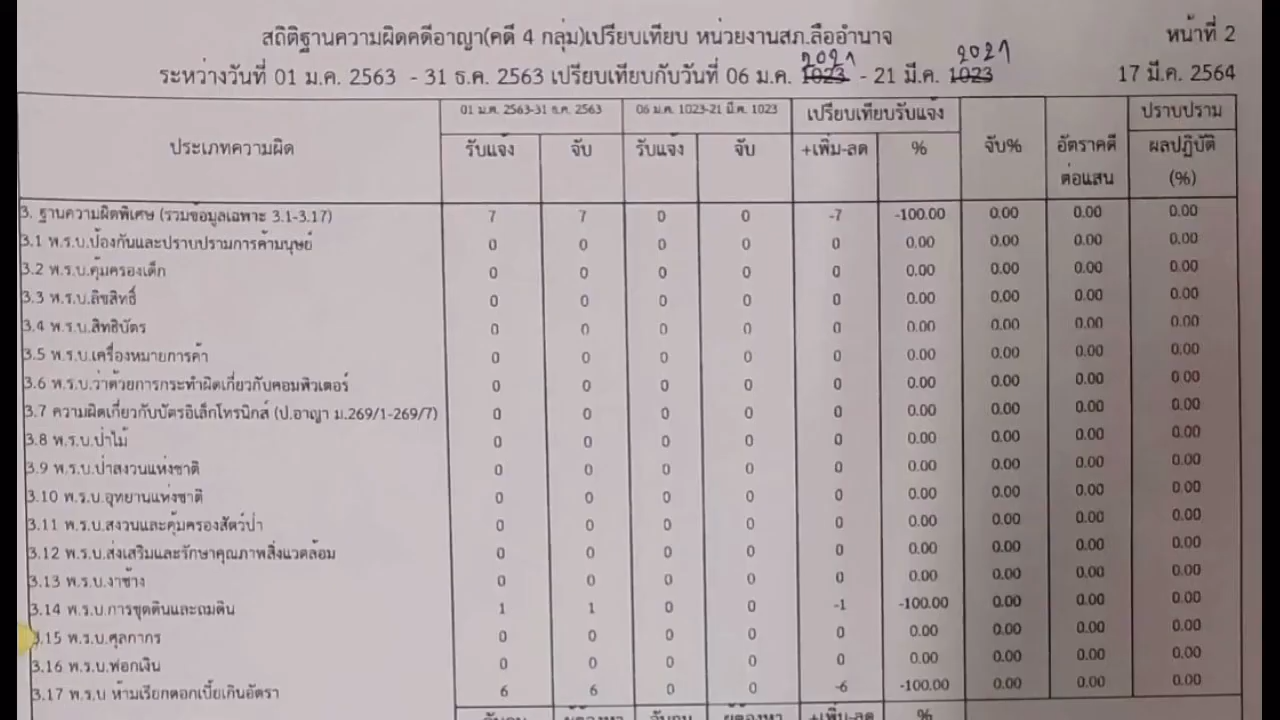 สถิติฐานความผิดคดีอาญา(คดี 4 กลุ่ม)เปรียบเทียบ หน่วยงานสภ.ลืออำนาจ หน้าที่ 2
2021 2021
ระหว่างวันที่ 01 ม.ค. 2563 - 31 ธ.ค. 2563 เปรียบเทียบกับวันที่ 06 ม.ค. 1023 - 21 มี.ค. 1023 17 มี.ค. 2564
ประเภทความผิด 01 ม.ค. 2563-31 ธ.ค. 2563 06 ม.ค. 1023-21 มี.ค. 1023 เปรียบเทียบรับแจ้ง จับ% อัตราคดี ปราบปราม
รับแจ้ง จับ รับแจ้ง จับ +เพิ่ม-ลด % ต่อแสน ผลปฏิบัติ
(%)
3. ฐานความผิดพิเศษ (รวมข้อมูลเฉพาะ 3.1-3.17) 7 7 0 0 -7 -100.00 0.00 0.00 0.00
3.1 พ.ร.บ.ป้องกันและปราบปรามการค้ามนุษย์ 0 0 0 0 0 0.00 0.00 0.00 0.00
3.2 พ.ร.บ.คุ้มครองเด็ก 0 0 0 0 0 0.00 0.00 0.00 0.00
3.3 พ.ร.บ.ลิขสิทธิ์ 0 0 0 0 0 0.00 0.00 0.00 0.00
3.4 พ.ร.บ.สิทธิบัตร 0 0 0 0 0 0.00 0.00 0.00 0.00
3.5 พ.ร.บ.เครื่องหมายการค้า 0 0 0 0 0 0.00 0.00 0.00 0.00
3.6 พ.ร.บ.ว่าด้วยการกระทำผิดเกี่ยวกับคอมพิวเตอร์ 0 0 0 0 0 0.00 0.00 0.00 0.00
3.7 ความผิดเกี่ยวกับบัตรอิเล็กโทรนิกส์ (ป.อาญา ม.269/1-269/7) 0 0 0 0 0 0.00 0.00 0.00 0.00
3.8 พ.ร.บ.ป่าไม้ 0 0 0 0 0 0.00 0.00 0.00 0.00
3.9 พ.ร.บ.ป่าสงวนแห่งชาติ 0 0 0 0 0 0.00 0.00 0.00 0.00
3.10 พ.ร.บ.อุทยานแห่งชาติ 0 0 0 0 0 0.00 0.00 0.00 0.00
3.11 พ.ร.บ.สงวนและคุ้มครองสัตว์ป่า 0 0 0 0 0 0.00 0.00 0.00 0.00
3.12 พ.ร.บ.ส่งเสริมและรักษาคุณภาพสิ่งแวดล้อม 0 0 0 0 0 0.00 0.00 0.00 0.00
3.13 พ.ร.บ.งาช้าง 0 0 0 0 0 0.00 0.00 0.00 0.00
3.14 พ.ร.บ.การขุดดินและถมดิน 1 1 0 0 -1 -100.00 0.00 0.00 0.00
3.15 พ.ร.บ.ศุลกากร 0 0 0 0 0 0.00 0.00 0.00 0.00
3.16 พ.ร.บ.ฟอกเงิน 0 0 0 0 0 0.00 0.00 0.00 0.00
3.17 พ.ร.บ ห้ามเรียกดอกเบี้ยเกินอัตรา 6 6 0 0 -6 -100.00 0.00 0.00 0.00
+เพิ่ม-ลด %